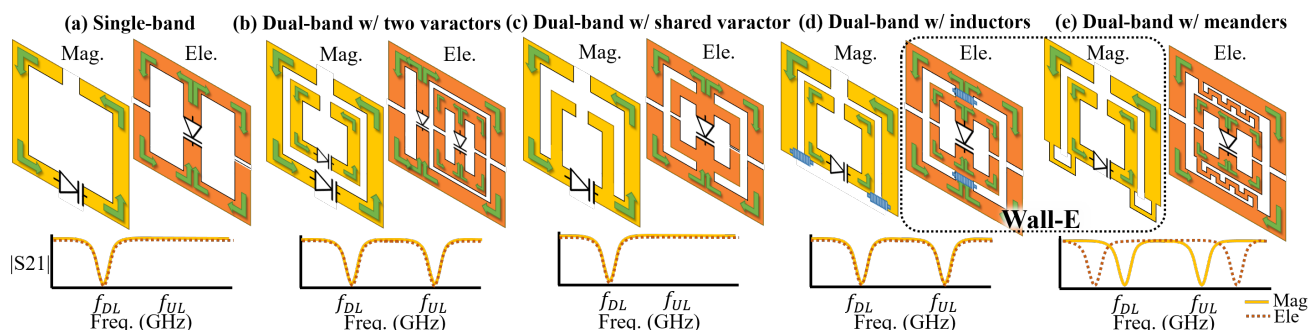 (a) Single-band (b) Dual-band w/ two varactors (c) Dual-band w/ shared varactor (d) Dual-band w/ inductors (e) Dual-band w/ meanders
Mag. Ele. Mag. Ele. Mag. Ele. Mag. Ele. Mag. Ele.
Wall-E
|S21|
f_DL f_UL f_DL f_UL f_DL f_UL f_DL f_UL f_DL f_UL
Freq. (GHz) Freq. (GHz) Freq. (GHz) Freq. (GHz) Freq. (GHz)
Mag
Ele